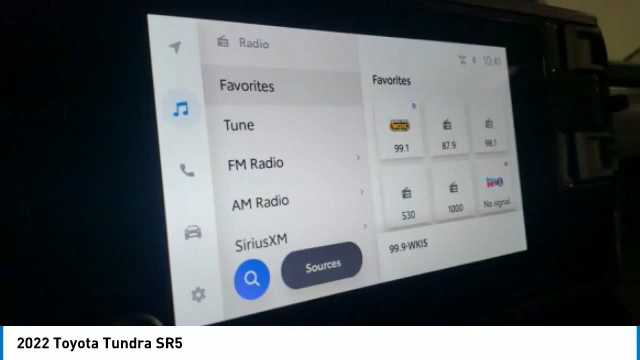 Radio
10:41
Favorites
Favorites
Tune
99.1
87.9
98.1
FM Radio
AM Radio
530
1000
No signal
SiriusXM
Sources
99.9-WKIS
2022 Toyota Tundra SR5